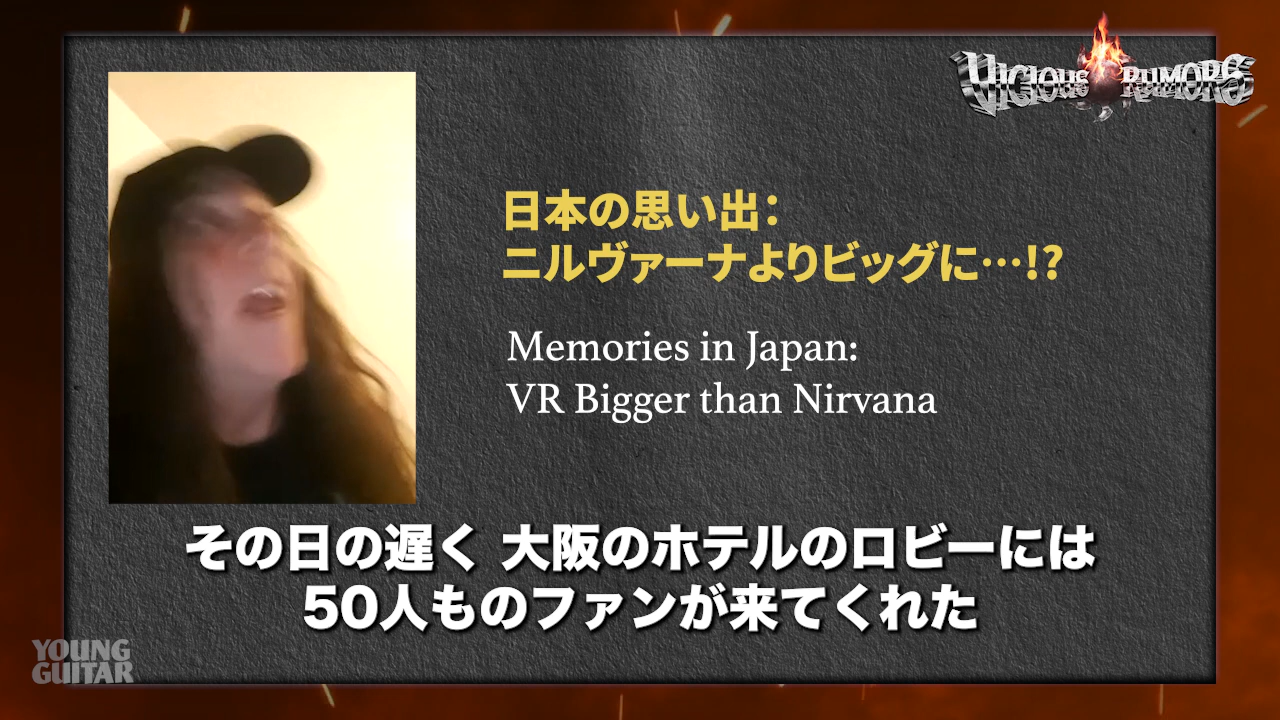 VICIOUS RUMORS
日本の思い出：
ニルヴァーナよりビッグに…!?
Memories in Japan:
VR Bigger than Nirvana
その日の遅く 大阪のホテルのロビーには
50人ものファンが来てくれた
YOUNG
GUITAR